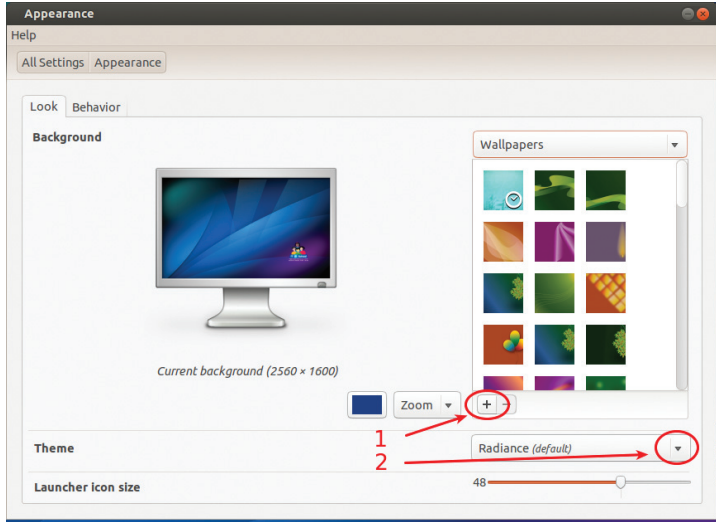 Appearance
Help
All Settings Appearance
Look Behavior
Background
Wallpapers
Current background (2560 × 1600)
Zoom + −
1
2
Theme
Radiance (default)
Launcher icon size
48